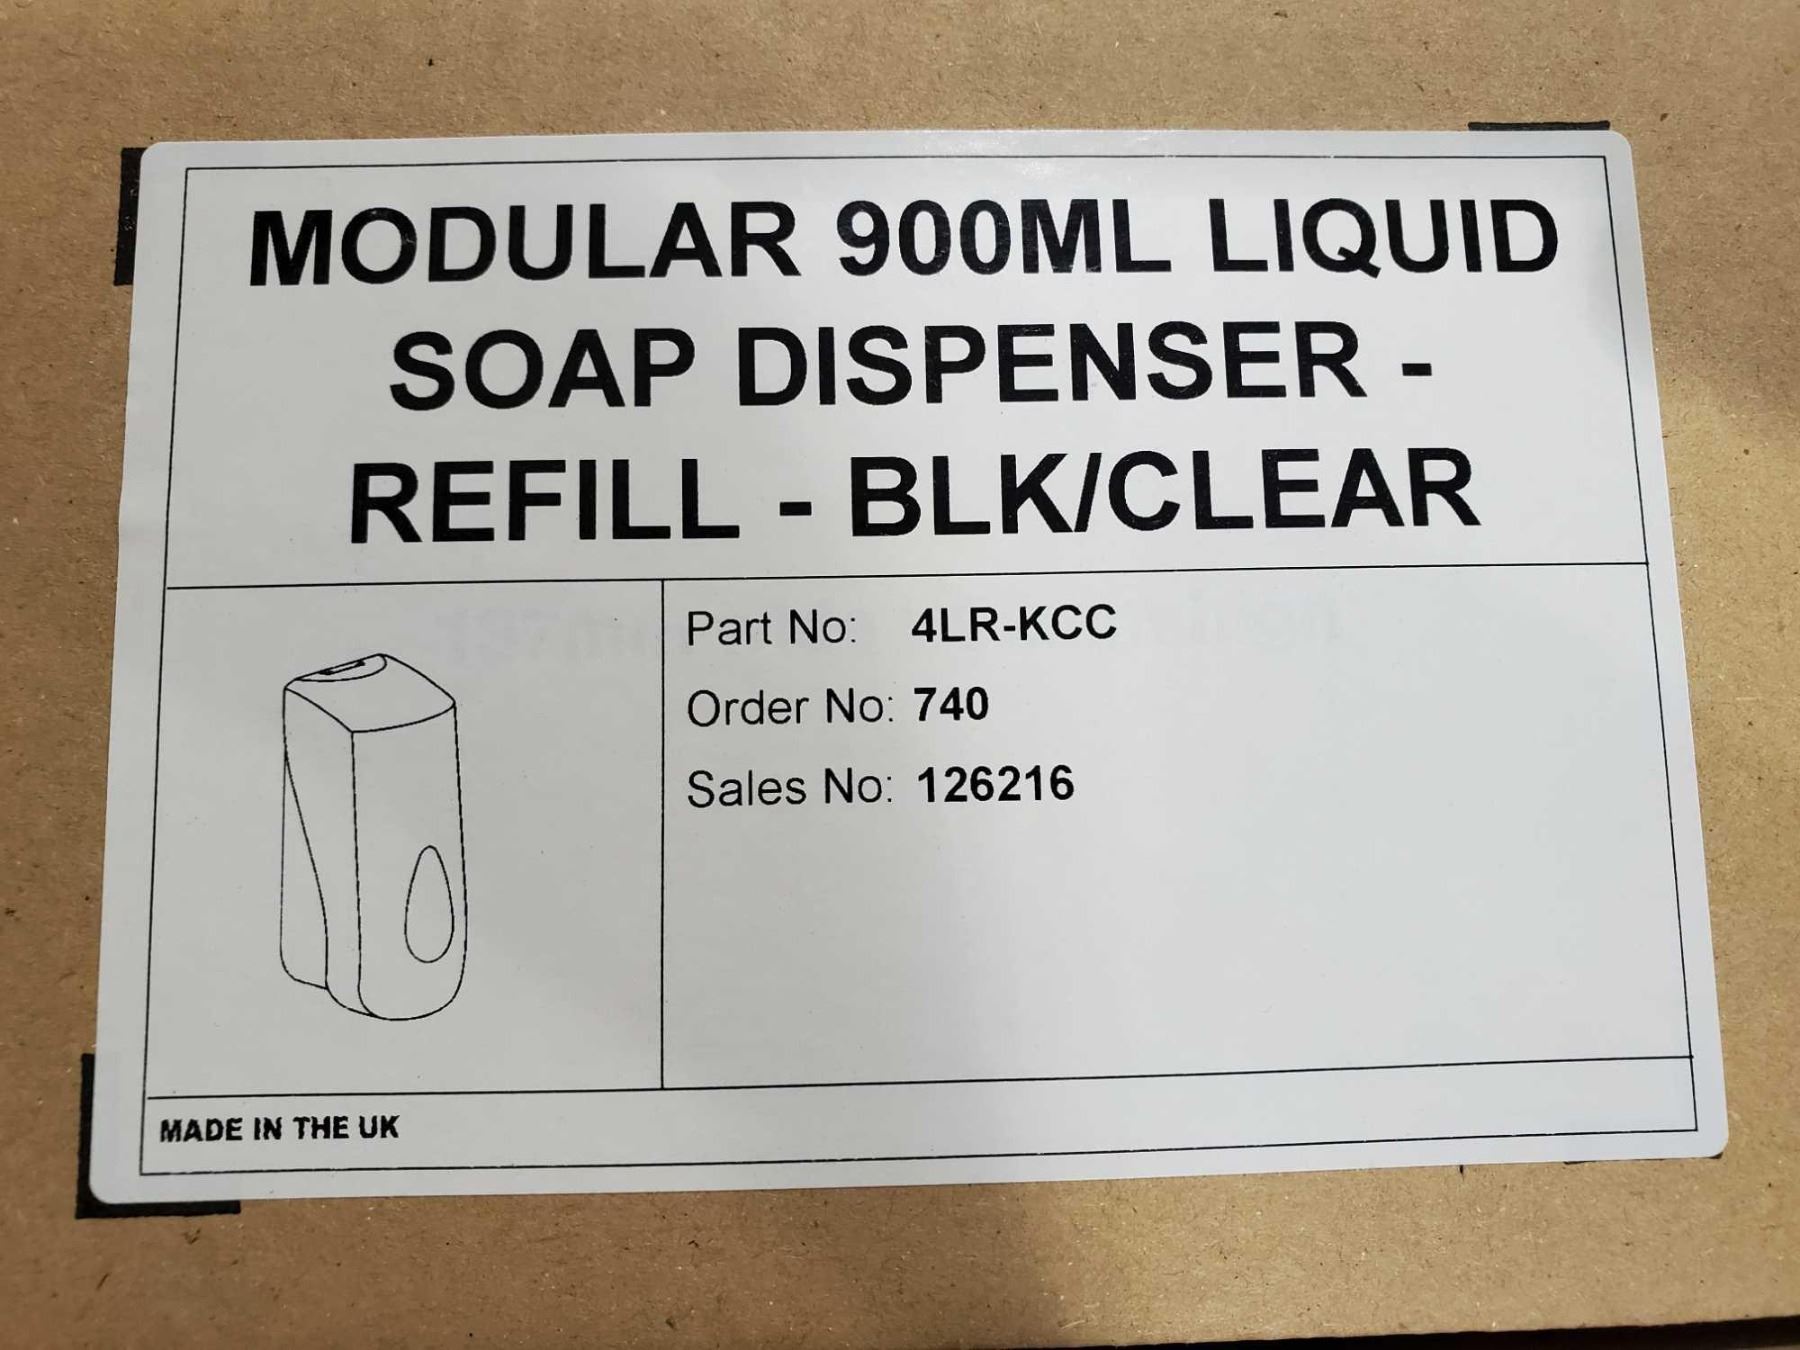 MODULAR 900ML LIQUID
SOAP DISPENSER -
REFILL - BLK/CLEAR
Part No: 4LR-KCC
Order No: 740
Sales No: 126216
MADE IN THE UK